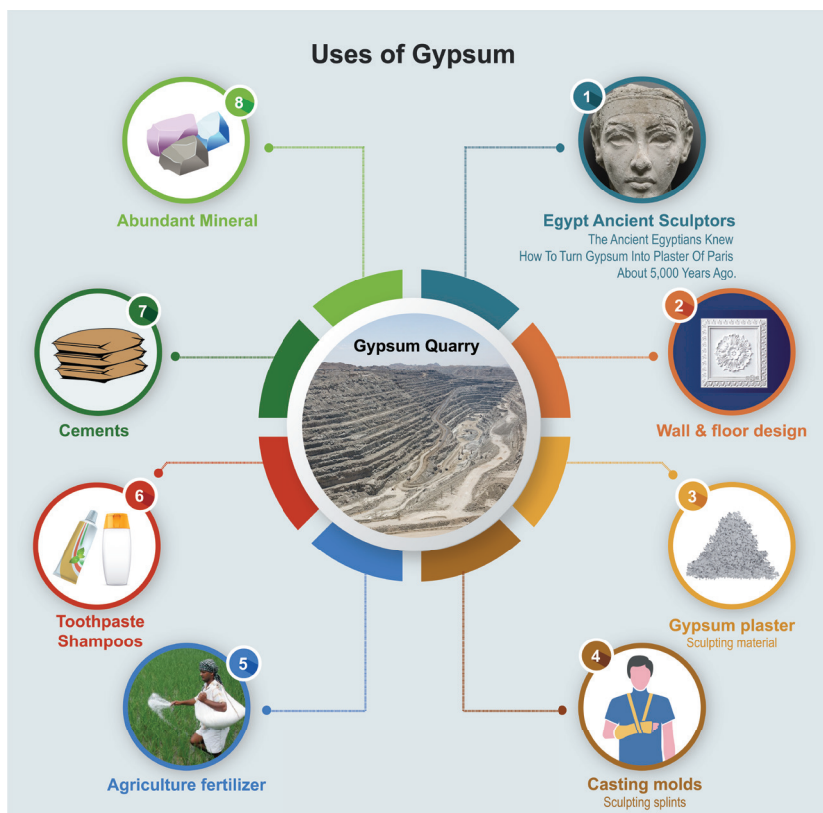 Uses of Gypsum
1
Egypt Ancient Sculptors
The Ancient Egyptians Knew
How To Turn Gypsum Into Plaster Of Paris
About 5,000 Years Ago.
2
Wall & floor design
3
Gypsum plaster
Sculpting material
4
Casting molds
Sculpting splints
5
Agriculture fertilizer
6
Toothpaste
Shampoos
7
Cements
8
Abundant Mineral
Gypsum Quarry